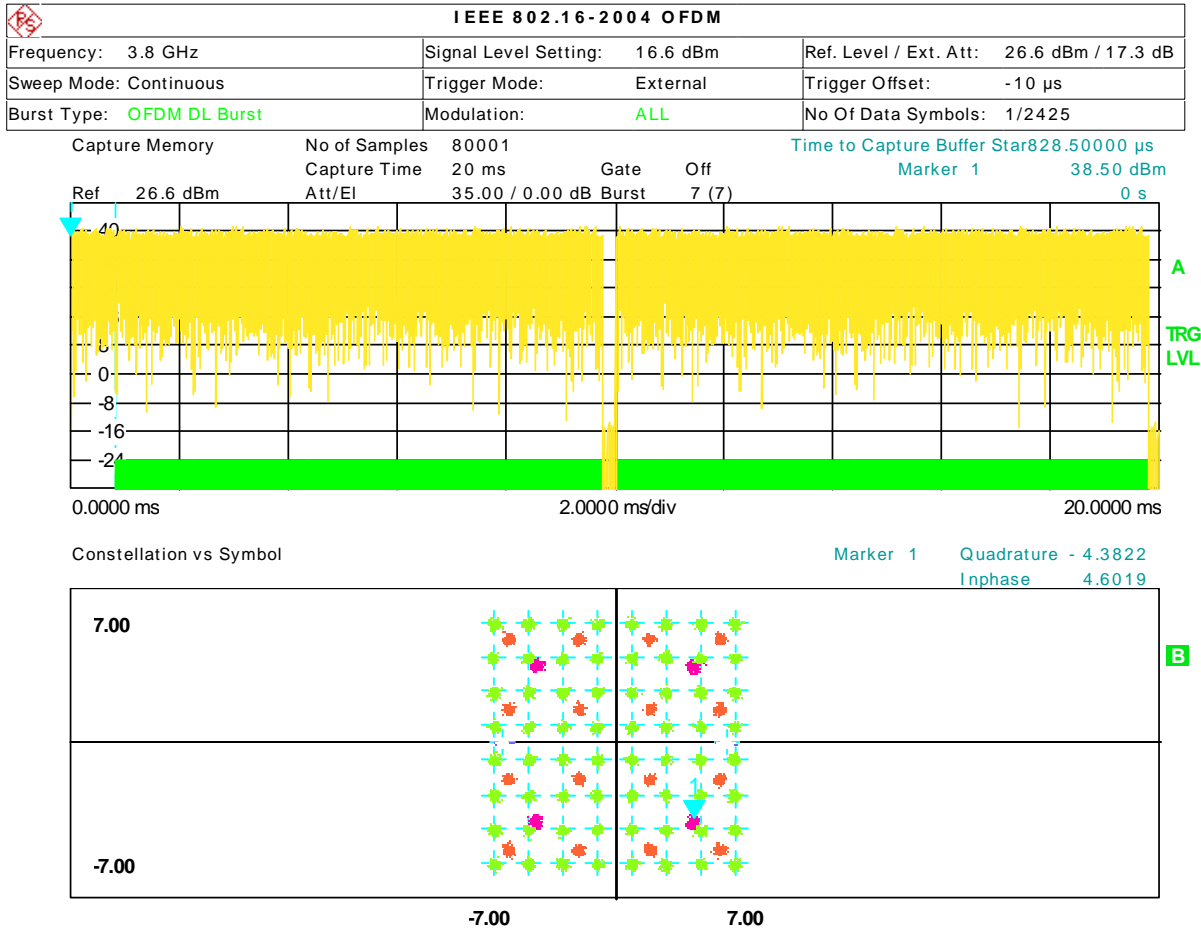 R&S
IEEE 802.16-2004 OFDM
Frequency: 3.8 GHz Signal Level Setting: 16.6 dBm Ref. Level / Ext. Att: 26.6 dBm / 17.3 dB
Sweep Mode: Continuous Trigger Mode: External Trigger Offset: -10 µs
Burst Type: OFDM DL Burst Modulation: ALL No Of Data Symbols: 1/2425
Capture Memory No of Samples 80001 Time to Capture Buffer Star828.50000 µs
Capture Time 20 ms Gate Off Marker 1 38.50 dBm
Ref 26.6 dBm Att/El 35.00 / 0.00 dB Burst 7 (7) 0 s
40
A
TRG
8
LVL
0
-8
-16
-24
0.0000 ms 2.0000 ms/div 20.0000 ms
Constellation vs Symbol Marker 1 Quadrature - 4.3822
Inphase 4.6019
7.00
B
1
-7.00
-7.00 7.00